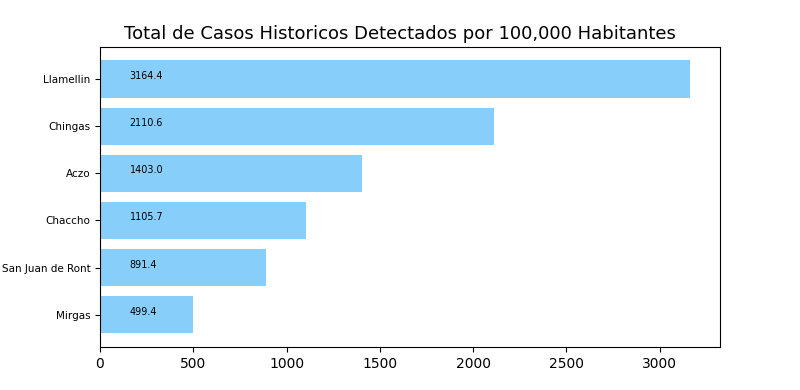 Total de Casos Historicos Detectados por 100,000 Habitantes
Llamellin 3164.4
Chingas 2110.6
Aczo 1403.0
Chaccho 1105.7
San Juan de Ront 891.4
Mirgas 499.4
0 500 1000 1500 2000 2500 3000